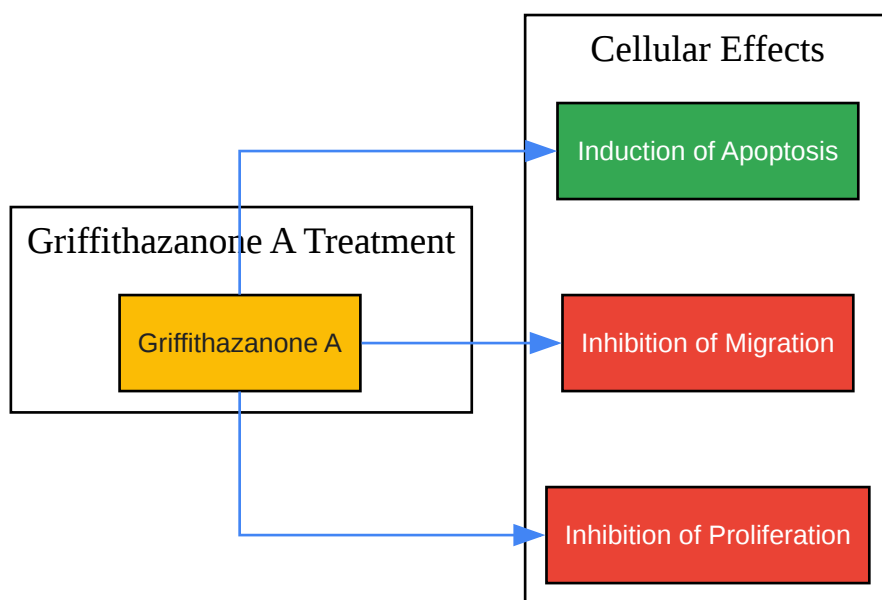 Cellular Effects
Induction of Apoptosis
Griffithazanone A Treatment
Griffithazanone A
Inhibition of Migration
Inhibition of Proliferation